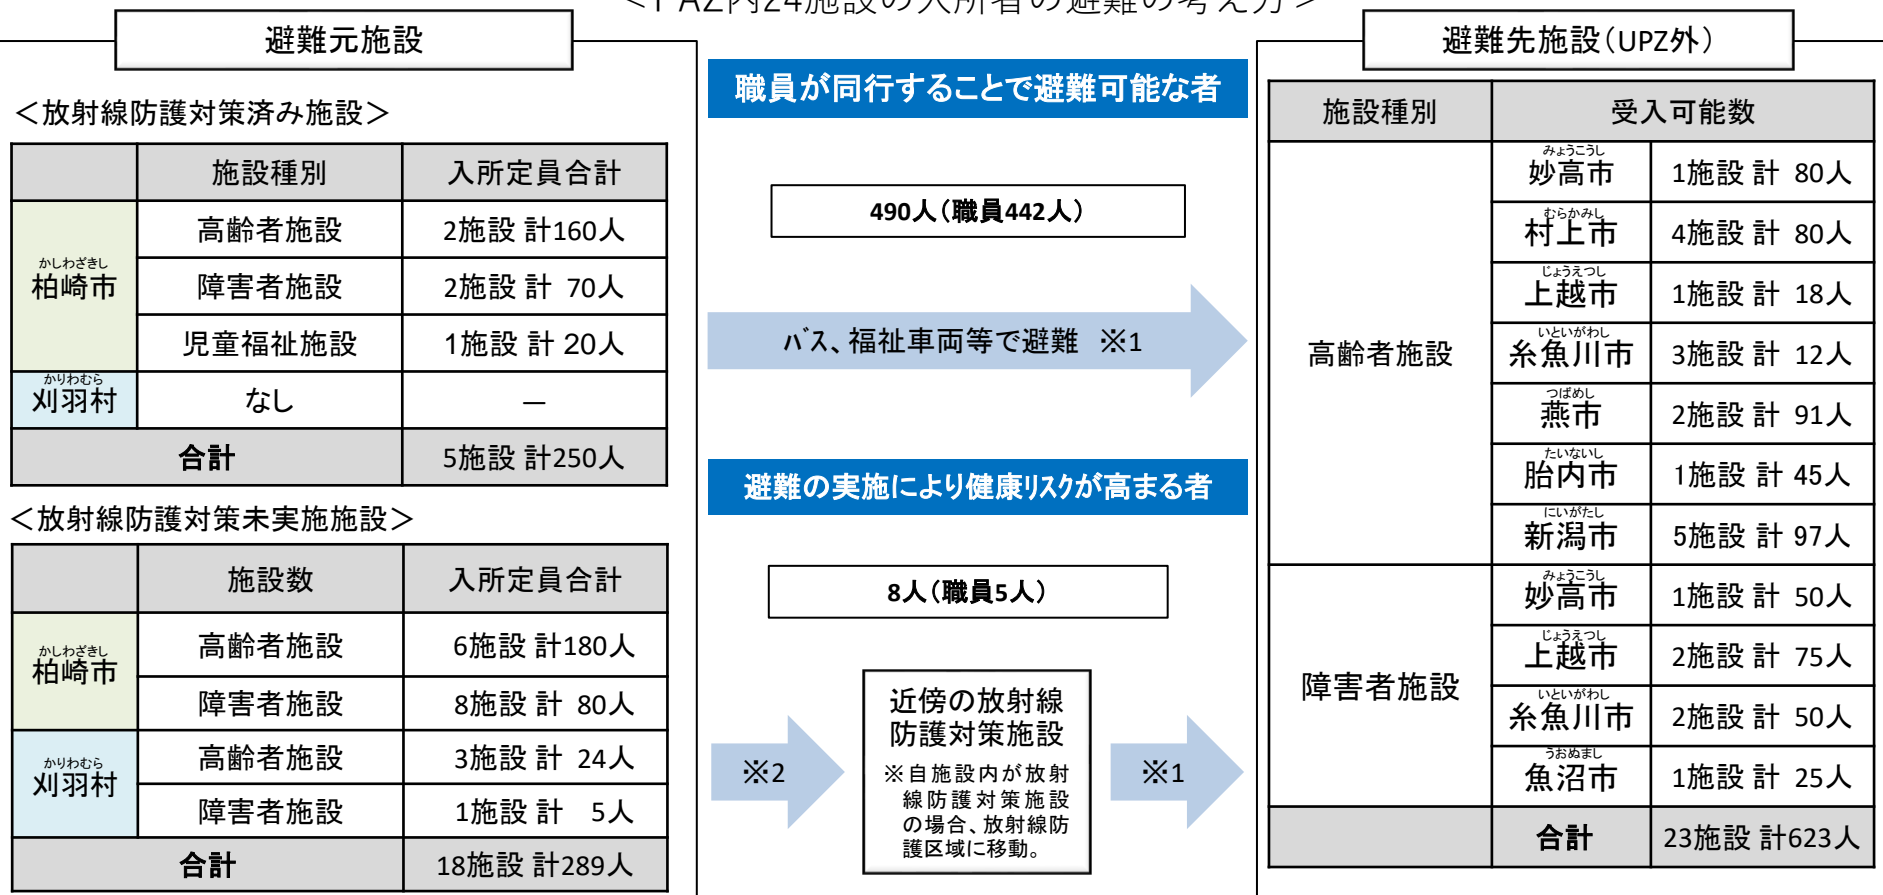 <PAZ内24施設の入所者の避難の考え方>
避難元施設
<放射線防護対策済み施設>
施設種別 入所定員合計
かしわざきし
柏崎市
高齢者施設 2施設 計160人
障害者施設 2施設 計 70人
児童福祉施設 1施設 計 20人
かりわむら
刈羽村 なし ―
合計 5施設 計250人
<放射線防護対策未実施施設>
施設数 入所定員合計
かしわざきし
柏崎市
高齢者施設 6施設 計180人
障害者施設 8施設 計 80人
かりわむら
刈羽村
高齢者施設 3施設 計 24人
障害者施設 1施設 計 5人
合計 18施設 計289人
職員が同行することで避難可能な者
490人(職員442人)
バス、福祉車両等で避難 ※1
避難の実施により健康リスクが高まる者
8人(職員5人)
※2
近傍の放射線
防護対策施設
※自施設内が放射
線防護対策施設
の場合、放射線防
護区域に移動。
※1
避難先施設(UPZ外)
施設種別 受入可能数
高齢者施設
みょうこうし
妙高市 1施設 計 80人
むらかみし
村上市 4施設 計 80人
じょうえつし
上越市 1施設 計 18人
いといがわし
糸魚川市 3施設 計 12人
つばめし
燕市 2施設 計 91人
たいないし
胎内市 1施設 計 45人
にいがたし
新潟市 5施設 計 97人
障害者施設
みょうこうし
妙高市 1施設 計 50人
じょうえつし
上越市 2施設 計 75人
いといがわし
糸魚川市 2施設 計 50人
うおぬまし
魚沼市 1施設 計 25人
合計 23施設 計623人